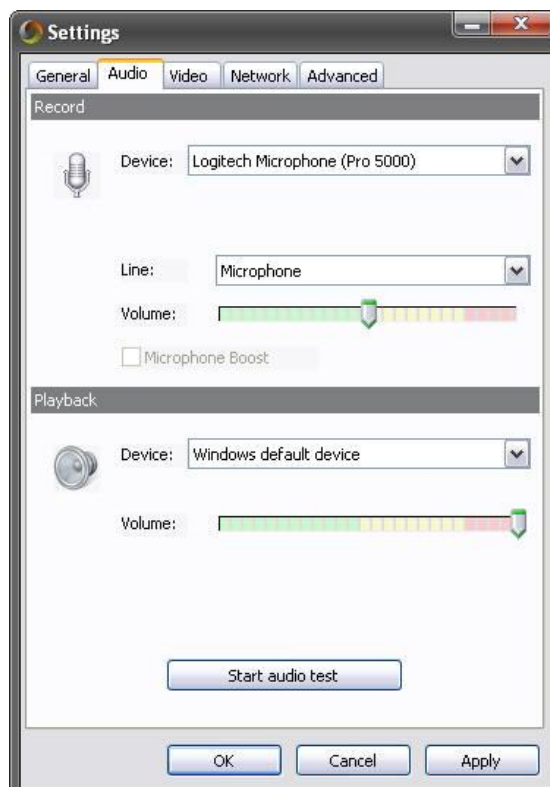 Settings
General Audio Video Network Advanced
Record
Device: Logitech Microphone (Pro 5000)
Line: Microphone
Volume:
Microphone Boost
Playback
Device: Windows default device
Volume:
Start audio test
OK Cancel Apply